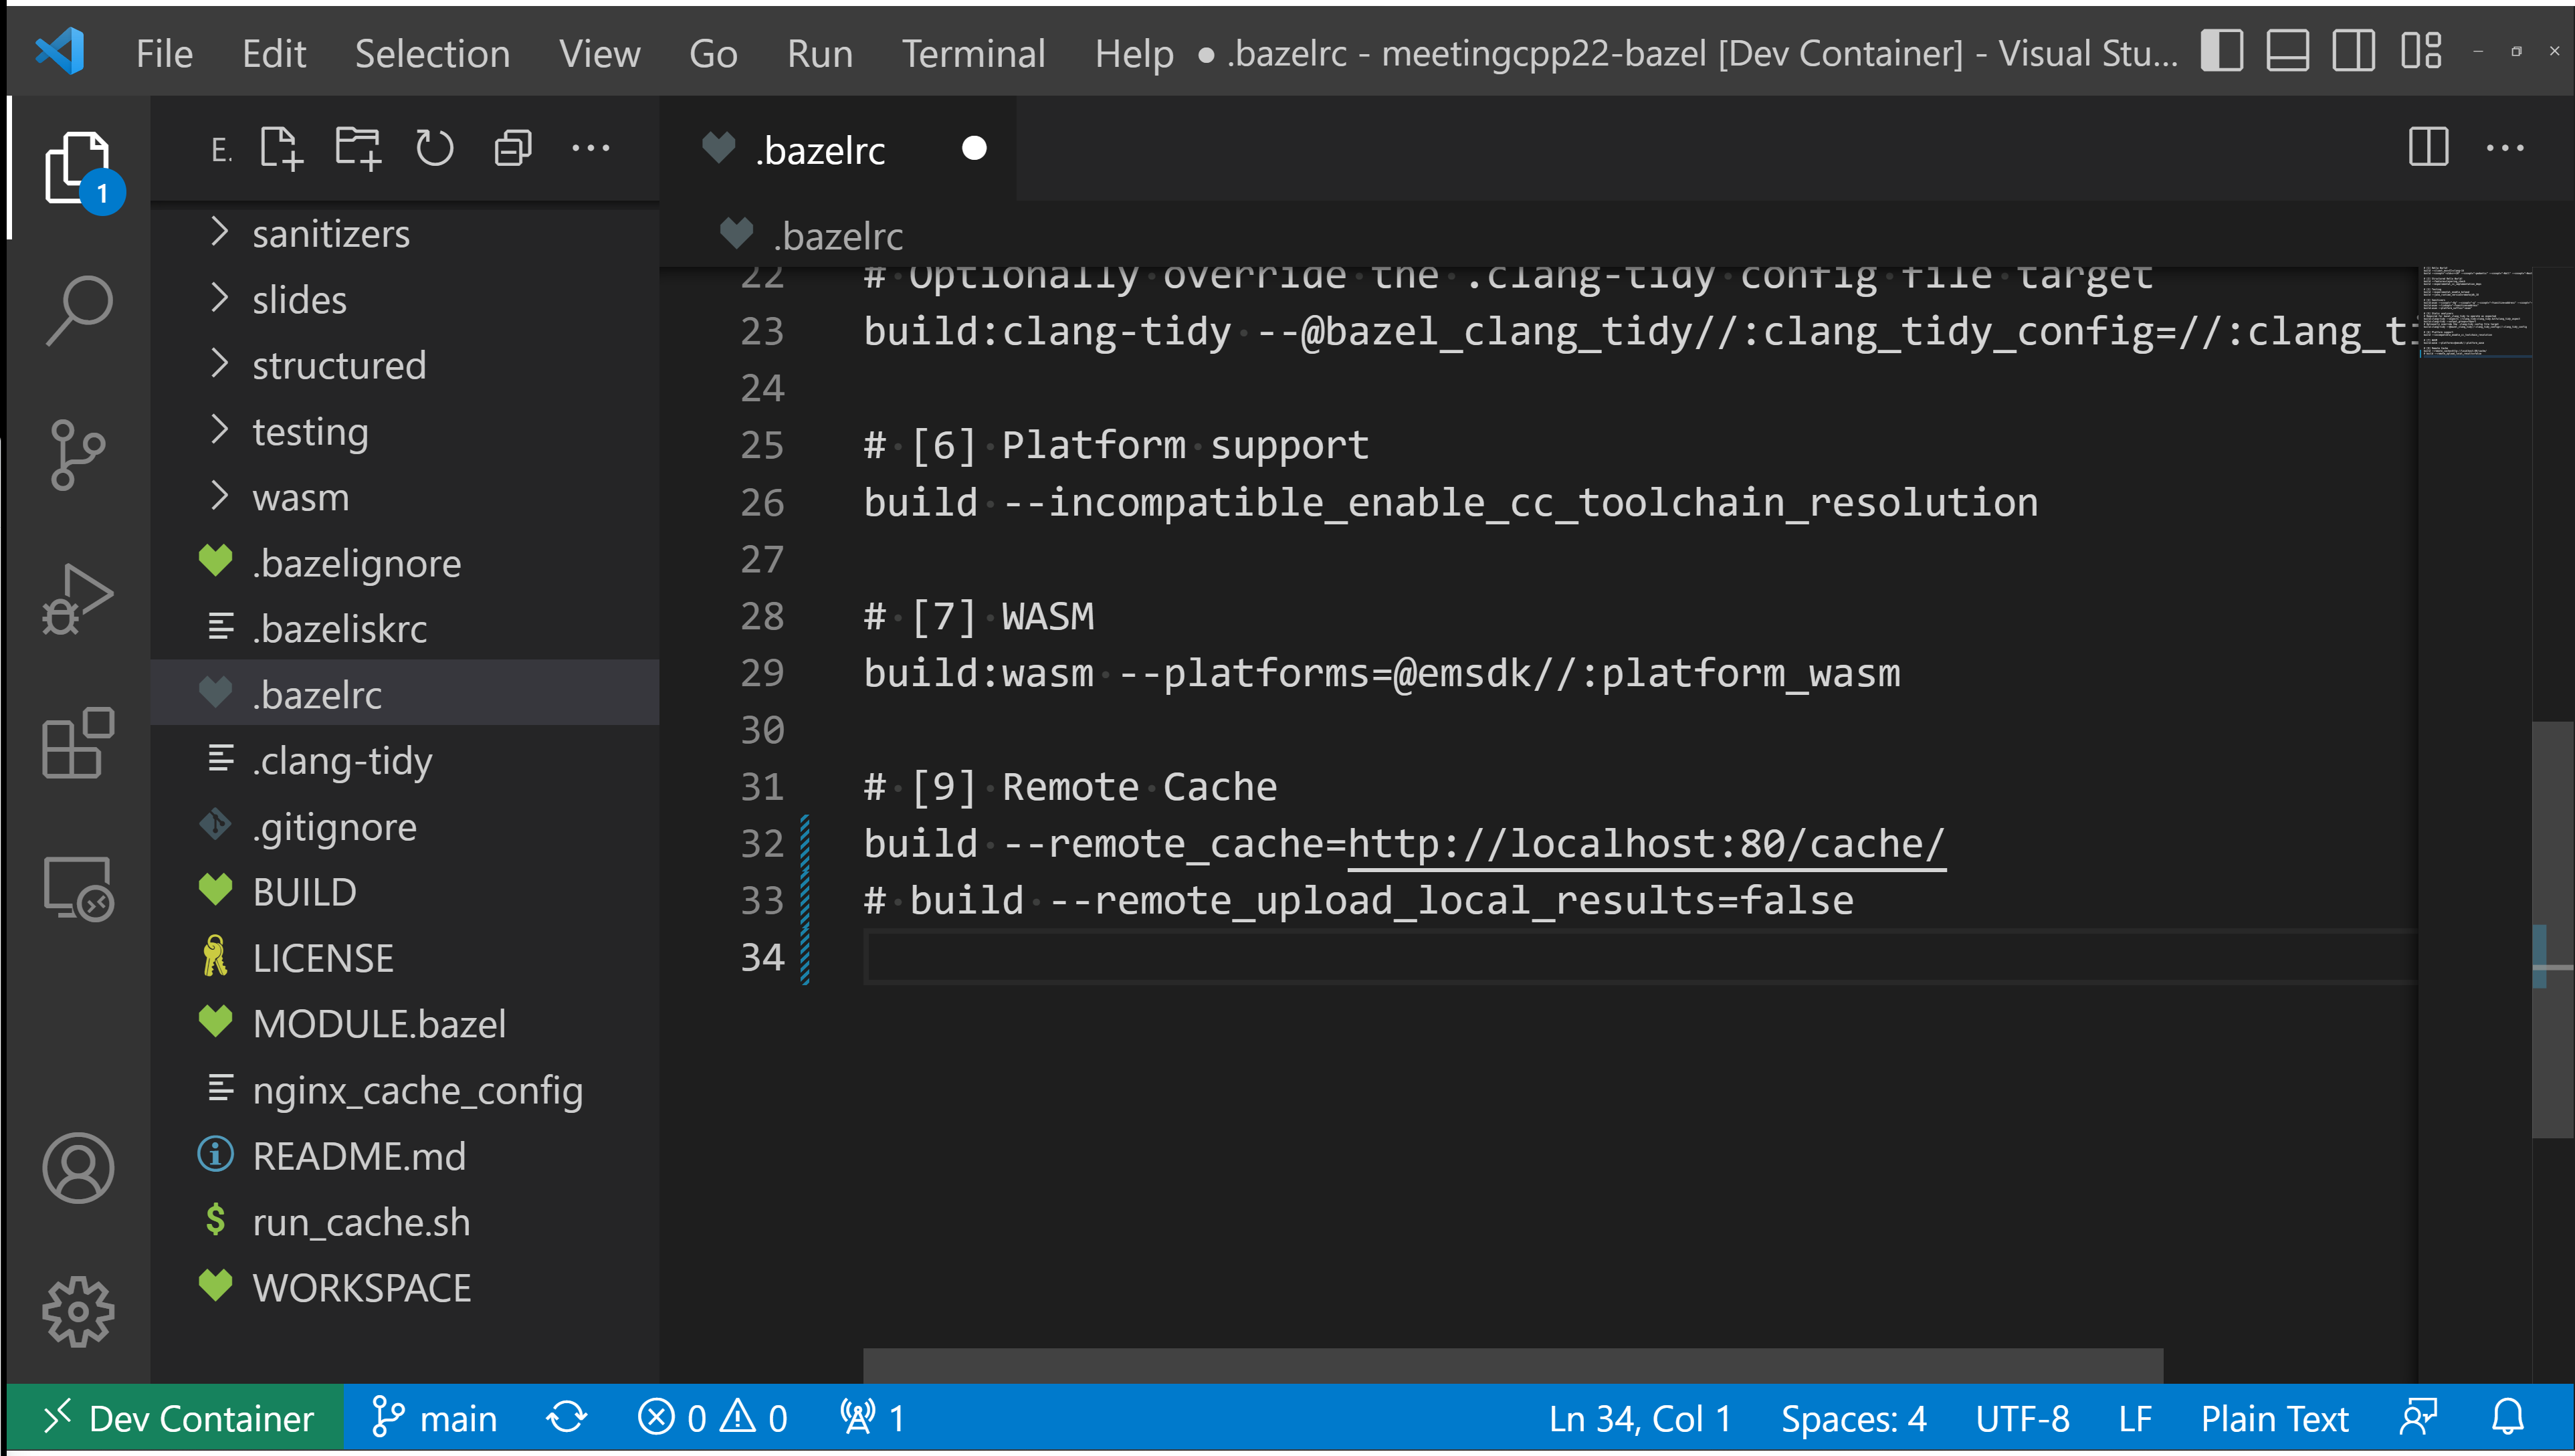 File Edit Selection View Go Run Terminal Help ● .bazelrc - meetingcpp22-bazel [Dev Container] - Visual Stu...
E.
.bazelrc
1
.bazelrc
sanitizers
slides
structured
testing
wasm
.bazelignore
.bazeliskrc
.bazelrc
.clang-tidy
.gitignore
BUILD
LICENSE
MODULE.bazel
nginx_cache_config
README.md
run_cache.sh
WORKSPACE
22 # Optionally override the .clang-tidy config file target
23 build:clang-tidy --@bazel_clang_tidy//:clang_tidy_config=//:clang_ti
24
25 # [6] Platform support
26 build --incompatible_enable_cc_toolchain_resolution
27
28 # [7] WASM
29 build:wasm --platforms=@emsdk//:platform_wasm
30
31 # [9] Remote Cache
32 build --remote_cache=http://localhost:80/cache/
33 # build --remote_upload_local_results=false
34
Dev Container main 0 0 1 Ln 34, Col 1 Spaces: 4 UTF-8 LF Plain Text